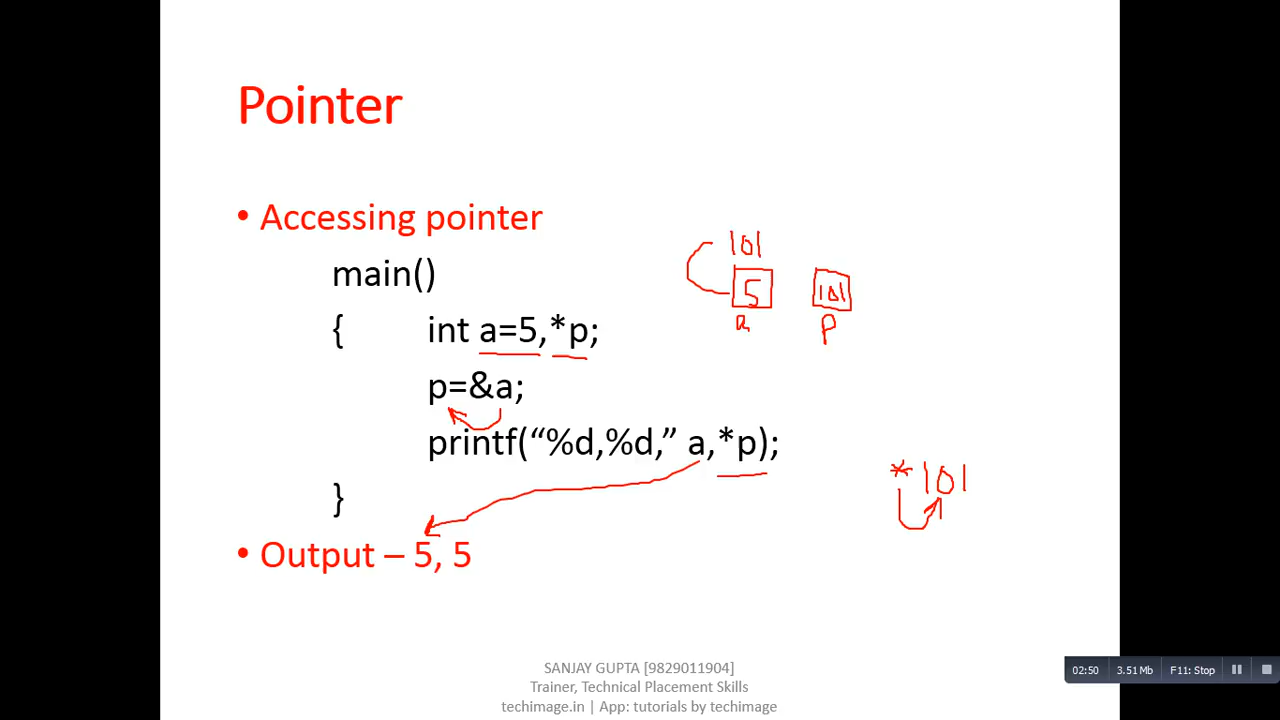 Pointer
• Accessing pointer
main()
{ int a=5,*p;
p=&a;
printf(“%d,%d,” a,*p);
}
• Output – 5, 5
101
5
101
a
p
*101
SANJAY GUPTA [9829011904]
Trainer, Technical Placement Skills
techimage.in | App: tutorials by techimage
02:50 3.51 Mb F11: Stop